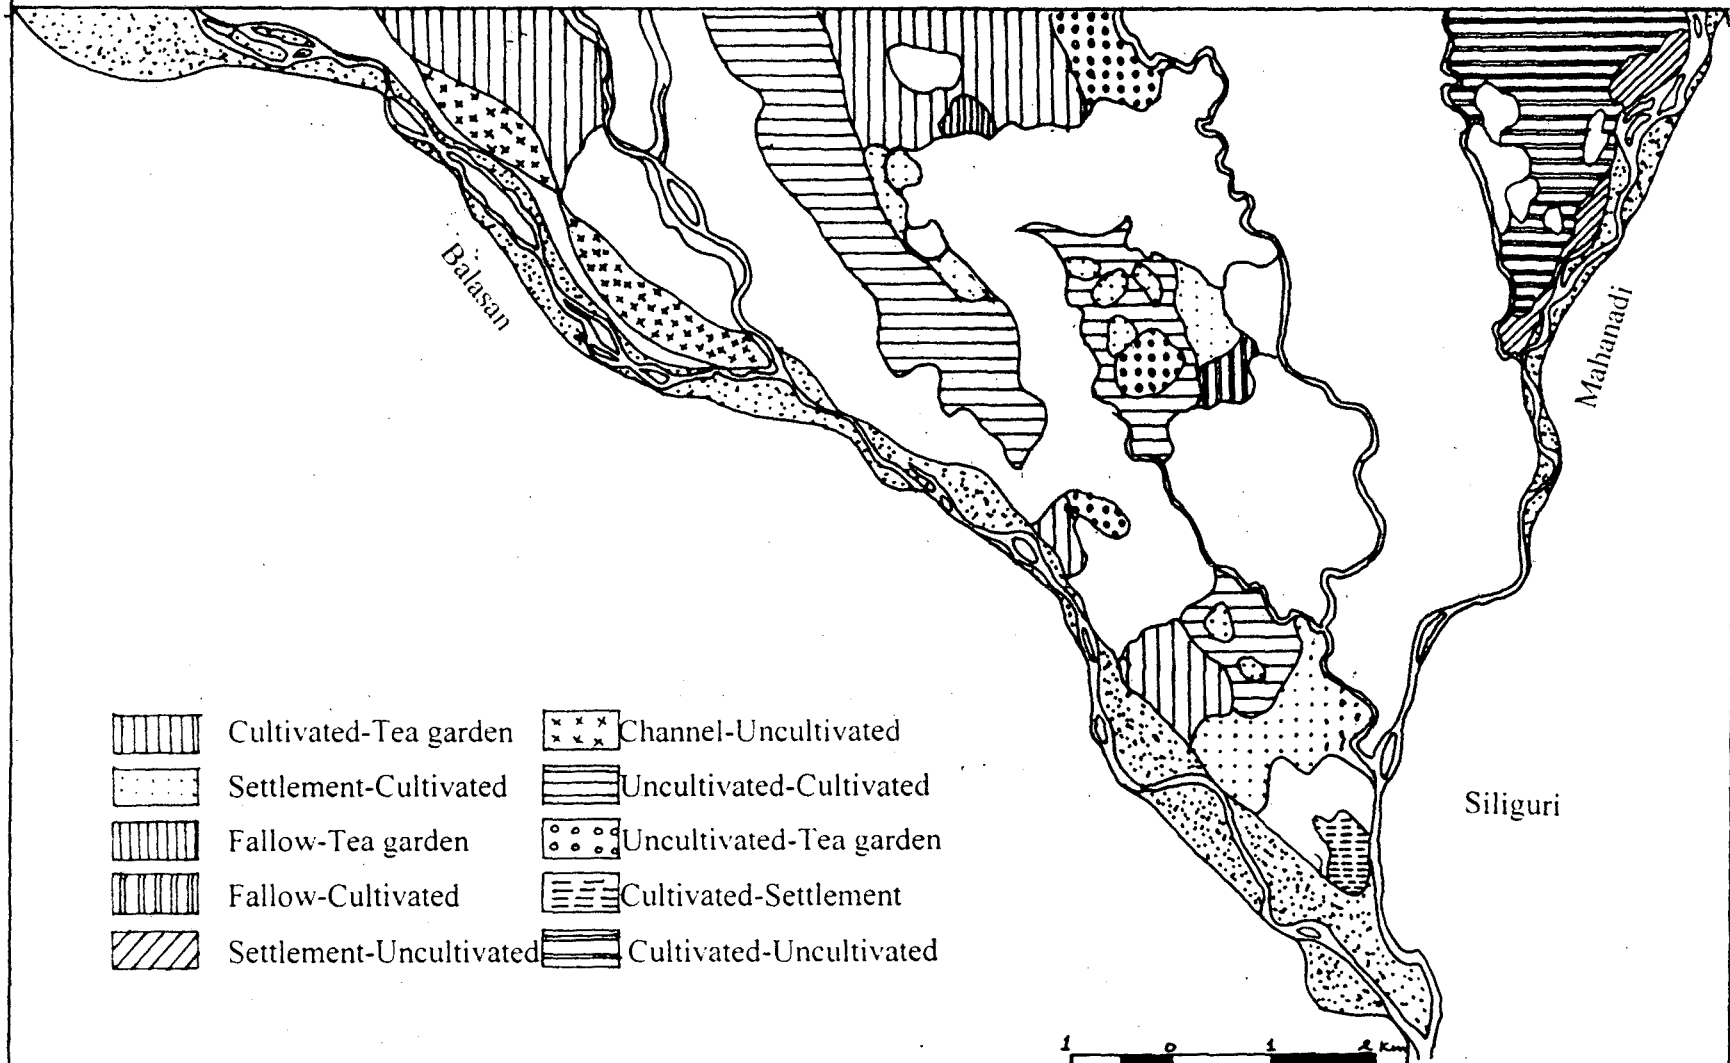 Balasan
Mahanadi
Cultivated-Tea garden
Channel-Uncultivated
Settlement-Cultivated
Uncultivated-Cultivated
Siliguri
Fallow-Tea garden
Uncultivated-Tea garden
Fallow-Cultivated
Cultivated-Settlement
Settlement-Uncultivated
Cultivated-Uncultivated
1 0 1 2 Km